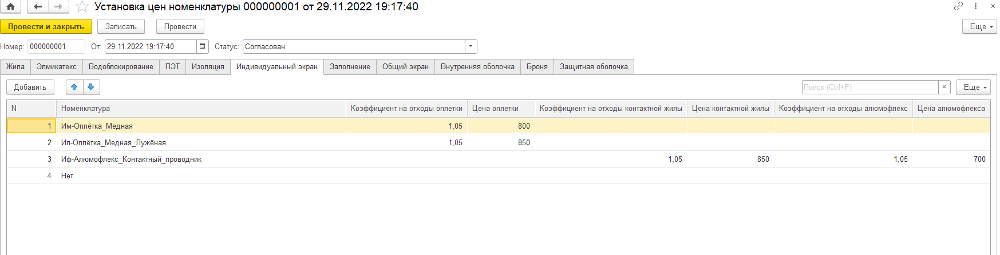 Установка цен номенклатуры 000000001 от 29.11.2022 19:17:40
Провести и закрыть Записать Провести Еще
Номер: 000000001 От: 29.11.2022 19:17:40 Статус: Согласован
Жила Элмикатекс Водоблокирование ПЭТ Изоляция Индивидуальный экран Заполнение Общий экран Внутренняя оболочка Броня Защитная оболочка
Добавить Поиск (Ctrl+F) × Еще
N Номенклатура Коэффициент на отходы оплетки Цена оплетки Коэффициент на отходы контактной жилы Цена контактной жилы Коэффициент на отходы алюмофлекс Цена алюмофлекса
1 Им-Оплётка_Медная 1,05 800
2 Ил-Оплётка_Медная_Лужёная 1,05 850
3 Иф-Алюмофлекс_Контактный_проводник 1,05 850 1,05 700
4 Нет